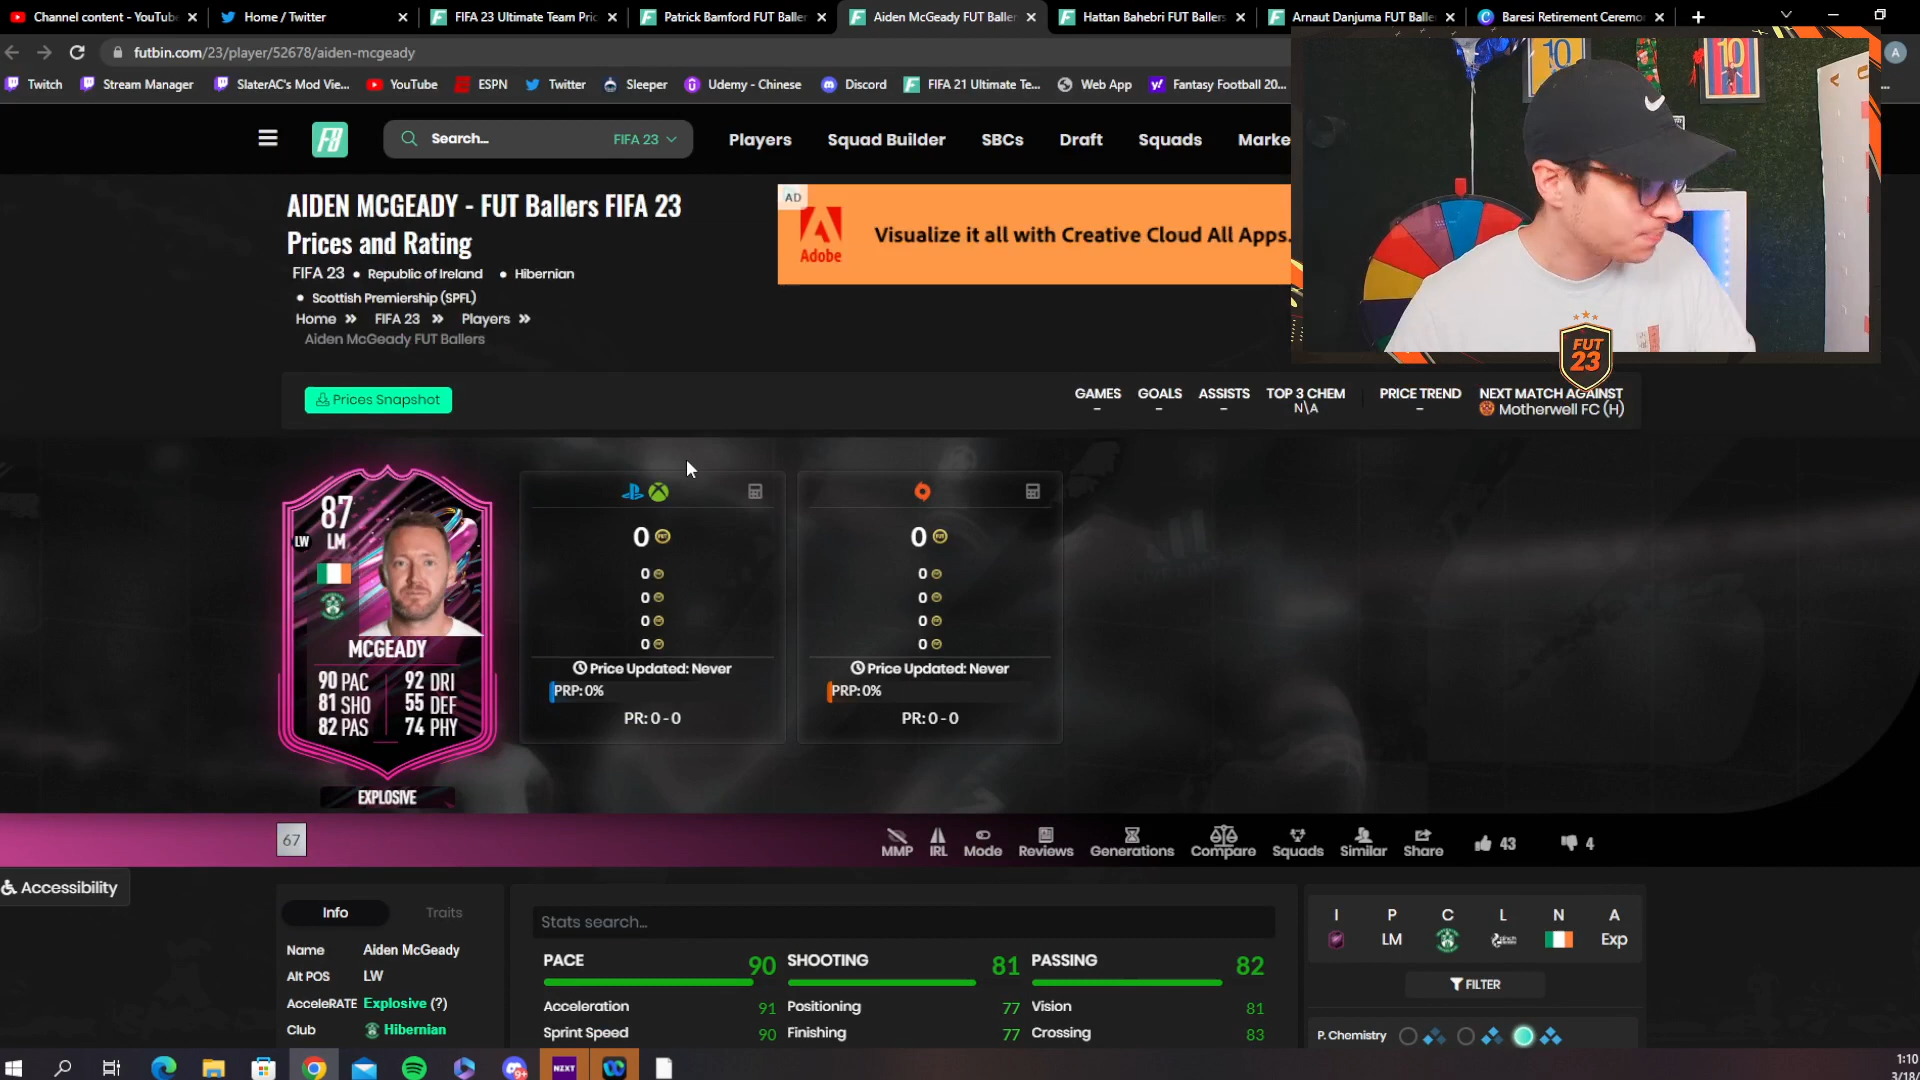 Channel content - YouTube
Home / Twitter
FIFA 23 Ultimate Team Pric
Patrick Bamford FUT Baller
Aiden McGeady FUT Baller
Hattan Bahebri FUT Ballers
Arnaut Danjuma FUT Balle
Baresi Retirement Ceremo
futbin.com/23/player/52678/aiden-mcgeady
A
Twitch
Stream Manager
SlaterAC's Mod Vie...
YouTube
ESPN
Twitter
Sleeper
Udemy - Chinese
Discord
FIFA 21 Ultimate Te...
Web App
Fantasy Football 20...
Search...
FIFA 23
Players
Squad Builder
SBCs
Draft
Squads
Marke
10
10
AIDEN MCGEADY - FUT Ballers FIFA 23
Prices and Rating
AD
Adobe
Visualize it all with Creative Cloud All Apps.
FIFA 23 • Republic of Ireland • Hibernian
• Scottish Premiership (SPFL)
Home » FIFA 23 » Players »
Aiden McGeady FUT Ballers
FUT
23
Prices Snapshot
GAMES
-
GOALS
-
ASSISTS
-
TOP 3 CHEM
N\A
PRICE TREND
-
NEXT MATCH AGAINST
Motherwell FC (H)
87
LM
LW
MCGEADY
90 PAC 92 DRI
81 SHO 55 DEF
82 PAS 74 PHY
EXPLOSIVE
0
0
0
0
0
Price Updated: Never
PRP: 0%
PR: 0 - 0
0
0
0
0
0
Price Updated: Never
PRP: 0%
PR: 0 - 0
67
MMP
IRL
Mode
Reviews
Generations
Compare
Squads
Similar
Share
43
4
Accessibility
Info
Traits
Name Aiden McGeady
Alt POS LW
AcceleRATE Explosive (?)
Club Hibernian
Stats search...
PACE 90
Acceleration 91
Sprint Speed 90
SHOOTING 81
Positioning 77
Finishing 77
PASSING 82
Vision 81
Crossing 83
I P C L N A
LM Exp
FILTER
P. Chemistry
9+
NZXT
1:10
3/18/